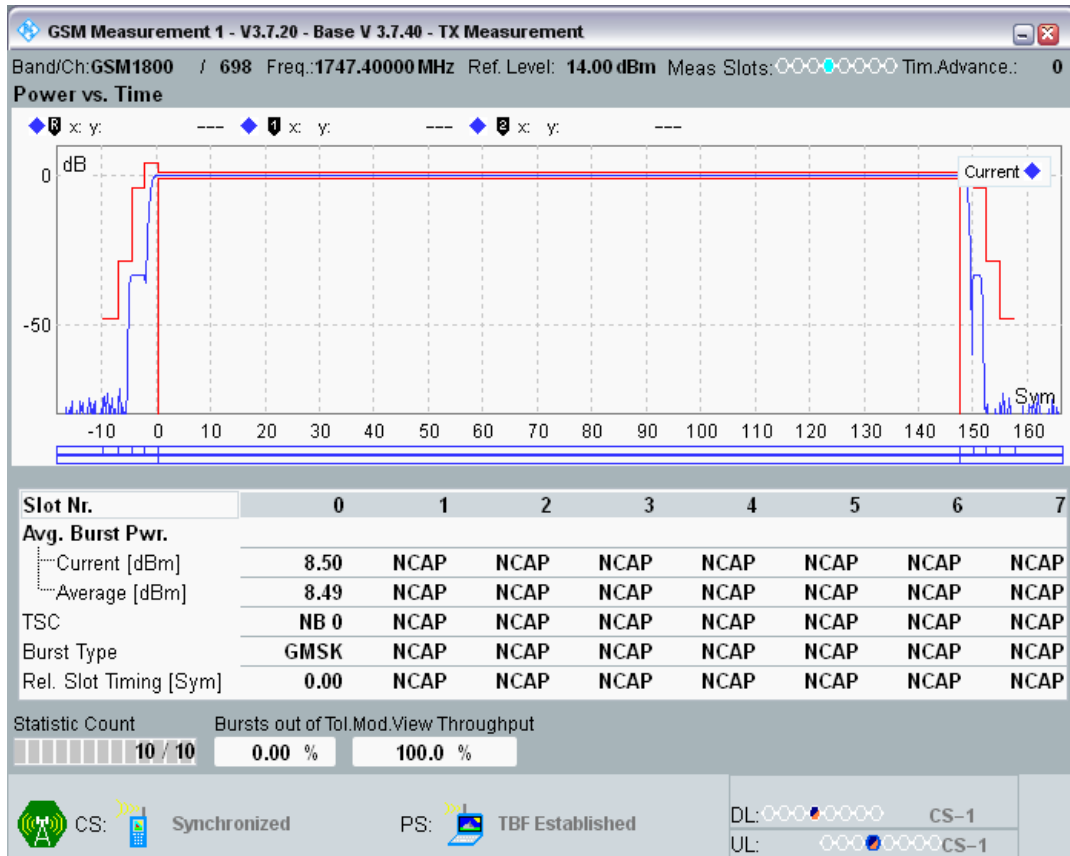 GSM Measurement 1 - V3.7.20 - Base V 3.7.40 - TX Measurement
Band/Ch:GSM1800 / 698 Freq.:1747.40000 MHz Ref. Level: 14.00 dBm Meas Slots: Tim.Advance.: 0
Power vs. Time
R x: y: --- 1 x: y: --- 2 x: y: ---
dB
Current
0
-50
Sym
-10 0 10 20 30 40 50 60 70 80 90 100 110 120 130 140 150 160
Slot Nr. 0 1 2 3 4 5 6 7
Avg. Burst Pwr.
Current [dBm] 8.50 NCAP NCAP NCAP NCAP NCAP NCAP NCAP
Average [dBm] 8.49 NCAP NCAP NCAP NCAP NCAP NCAP NCAP
TSC NB 0 NCAP NCAP NCAP NCAP NCAP NCAP NCAP
Burst Type GMSK NCAP NCAP NCAP NCAP NCAP NCAP NCAP
Rel. Slot Timing [Sym] 0.00 NCAP NCAP NCAP NCAP NCAP NCAP NCAP
Statistic Count Bursts out of Tol. Mod.View Throughput
10 / 10 0.00 % 100.0 %
CS: Synchronized PS: TBF Established DL: CS-1
UL: CS-1